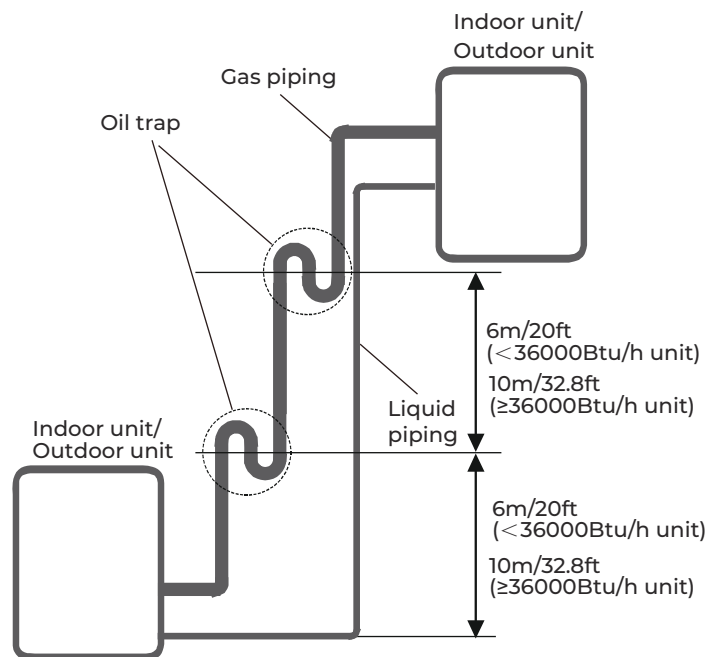 Indoor unit/
Outdoor unit
Gas piping
Oil trap
6m/20ft
(<36000Btu/h unit)
10m/32.8ft
(≥36000Btu/h unit)
Liquid
piping
Indoor unit/
Outdoor unit
6m/20ft
(<36000Btu/h unit)
10m/32.8ft
(≥36000Btu/h unit)